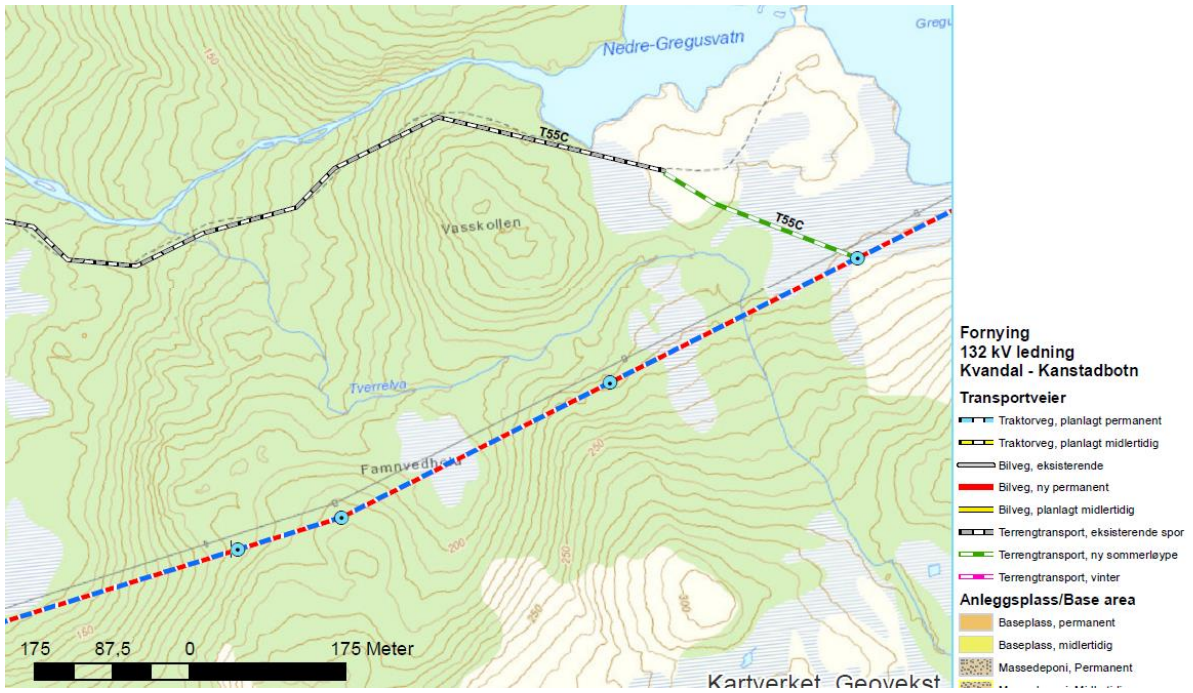 150
Nedre-Gregusvatn
Gregu
T55C
T55C
Vasskollen
Tverrelva
250
200
250
250
300
150
175 87,5 0 175 Meter
Kartverket, Geovekst
Fornying
132 kV ledning
Kvandal - Kanstadbotn
Transportveier
Traktorveg, planlagt permanent
Traktorveg, planlagt midlertidig
Bilveg, eksisterende
Bilveg, ny permanent
Bilveg, planlagt midlertidig
Terrengtransport, eksisterende spor
Terrengtransport, ny sommerløype
Terrengtransport, vinter
Anleggsplass/Base area
Baseplass, permanent
Baseplass, midlertidig
Massedeponi, Permanent